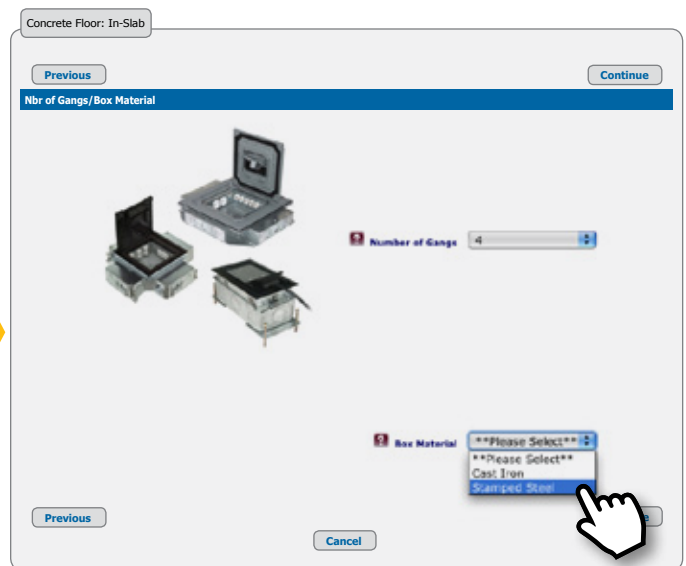 Concrete Floor: In-Slab
Previous
Continue
Nbr of Gangs/Box Material
? Number of Gangs 4
? Box Material **Please Select**
**Please Select**
Cast Iron
Stamped Steel
Previous
Cancel